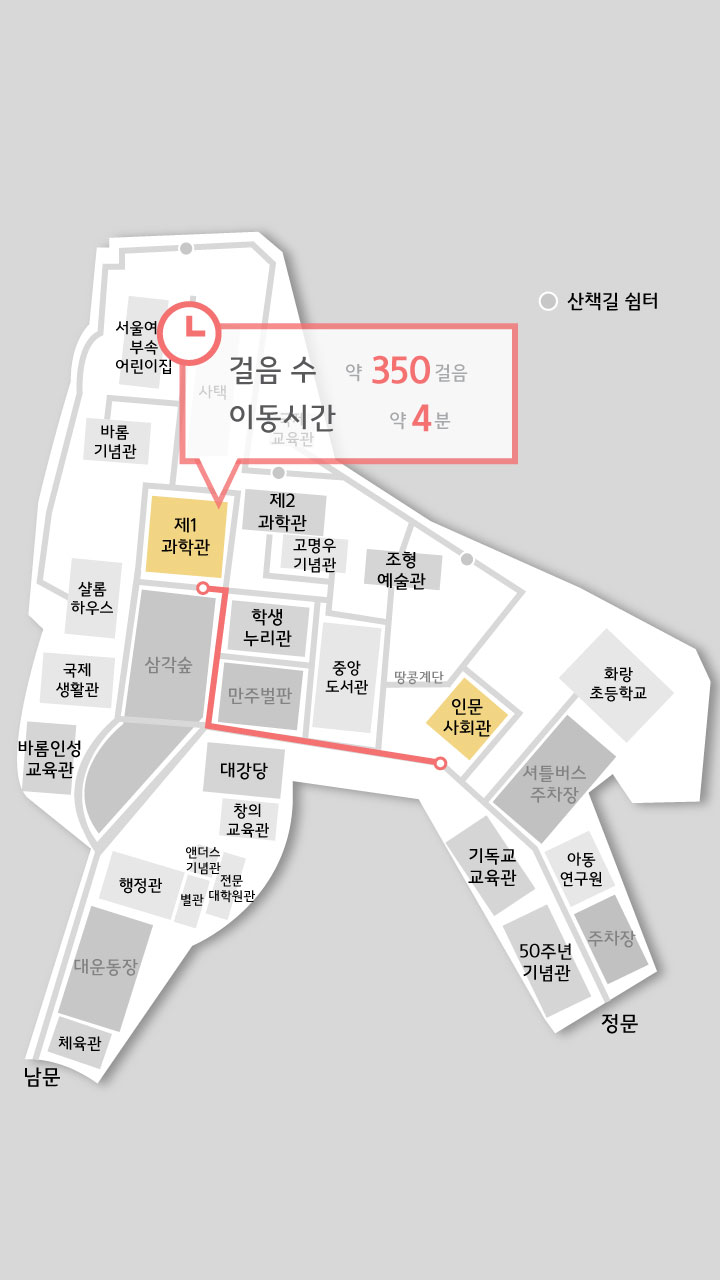 산책길 쉼터
서울여
부속
어린이집
걸음 수 약 350 걸음
이동시간 약 4 분
사택
교육관
바롬
기념관
제1
과학관
제2
과학관
고명우
기념관
조형
예술관
샬롬
하우스
학생
누리관
삼각숲
중앙
도서관
땅콩계단
국제
생활관
만주벌판
인문
사회관
화랑
초등학교
바롬인성
교육관
대강당
셔틀버스
주차장
창의
교육관
앤더스
기념관
전문
대학원관
별관
행정관
기독교
교육관
아동
연구원
대운동장
50주년
기념관
주차장
체육관
정문
남문